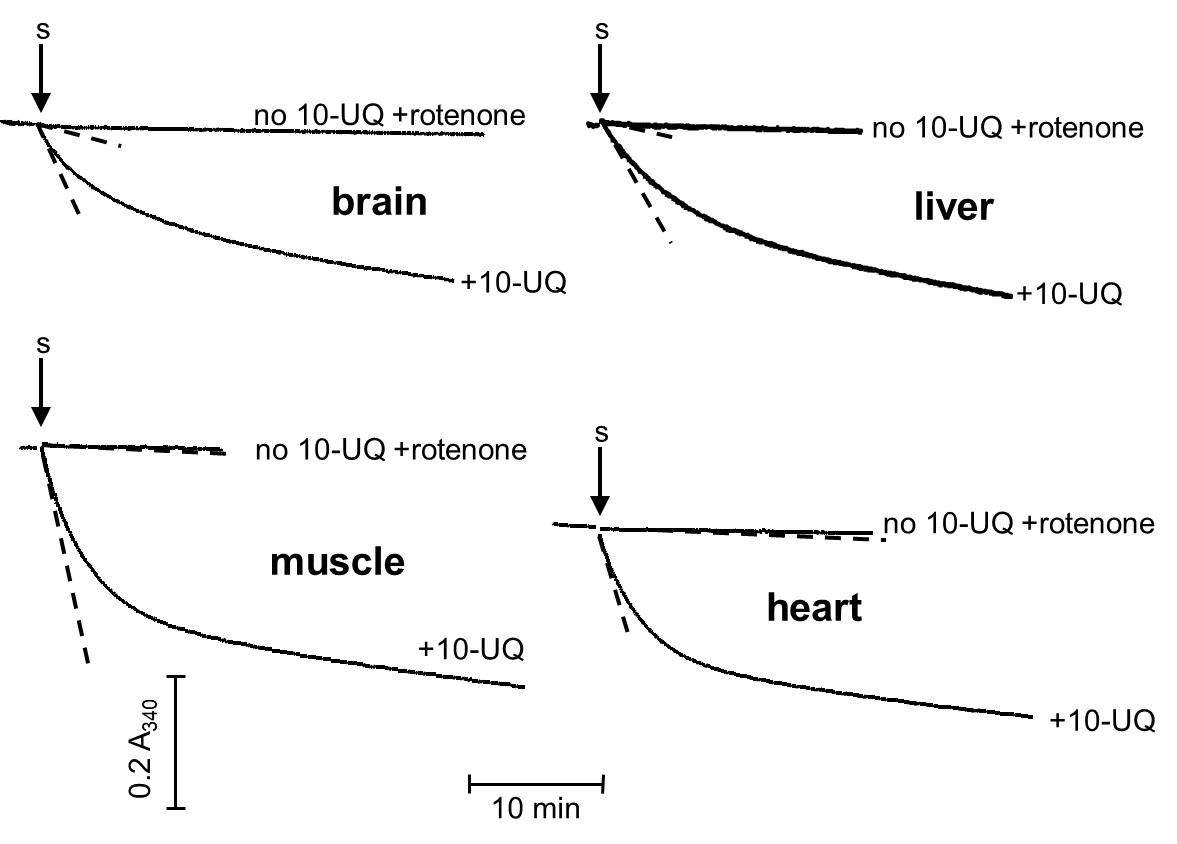 s
s
no 10-UQ +rotenone
no 10-UQ +rotenone
brain
liver
+10-UQ
+10-UQ
s
s
no 10-UQ +rotenone
no 10-UQ +rotenone
muscle
heart
+10-UQ
+10-UQ
0.2 A340
10 min